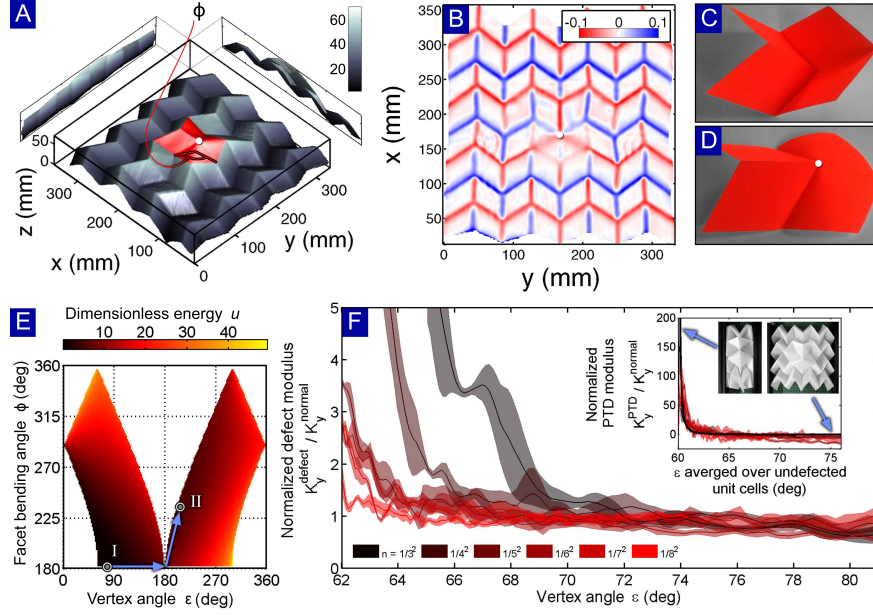 A
ϕ
60
40
20
50
0
z (mm)
300
200
100
x (mm)
0
100
200
300
y (mm)
B
-0.1 0 0.1
350
300
250
200
150
100
50
x (mm)
0 100 200 300
y (mm)
C
D
E
Dimensionless energy u
10 20 30 40
Facet bending angle ϕ (deg)
360
315
270
225
180
I
II
0 90 180 270 360
Vertex angle ε (deg)
F
Normalized defect modulus
K_y^defect / K_y^normal
5
4
3
2
1
0
n = 1/3² 1/4² 1/5² 1/6² 1/7² 1/8²
62 64 66 68 70 72 74 76 78 80
Vertex angle ε (deg)
Normalized
PTD modulus
K_y^PTD / K_y^normal
200
150
100
50
0
60 65 70 75
ε averged over undefected
unit cells (deg)